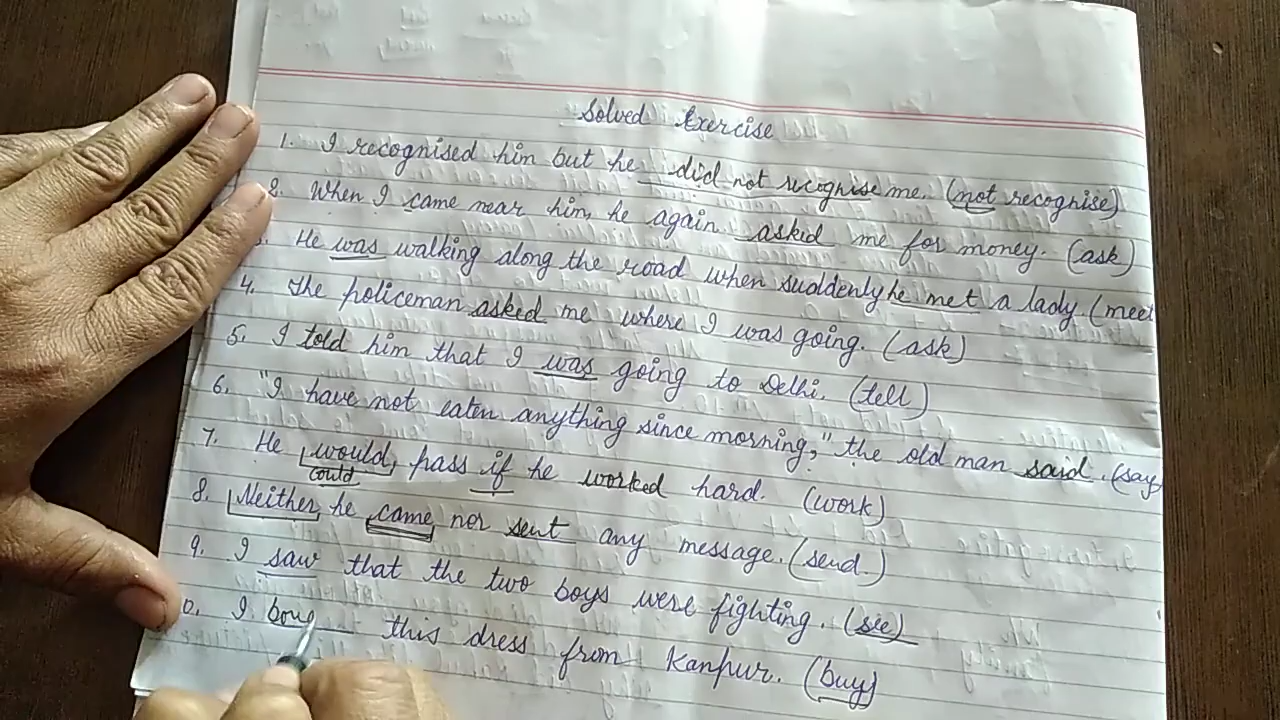 Solved Exercise
1. I recognised him but he did not recognise me. (not recognise)
2. When I came near him, he again asked me for money. (ask)
3. He was walking along the road when suddenly he met a lady (meet
4. The policeman asked me where I was going. (ask)
5. I told him that I was going to Delhi. (tell)
6. "I have not eaten anything since morning," the old man said. (say)
7. He would, pass if he worked hard. (work)
could
8. Neither he came nor sent any message. (send)
9. I saw that the two boys were fighting. (see)
10. I boug this dress from Kanpur. (buy)